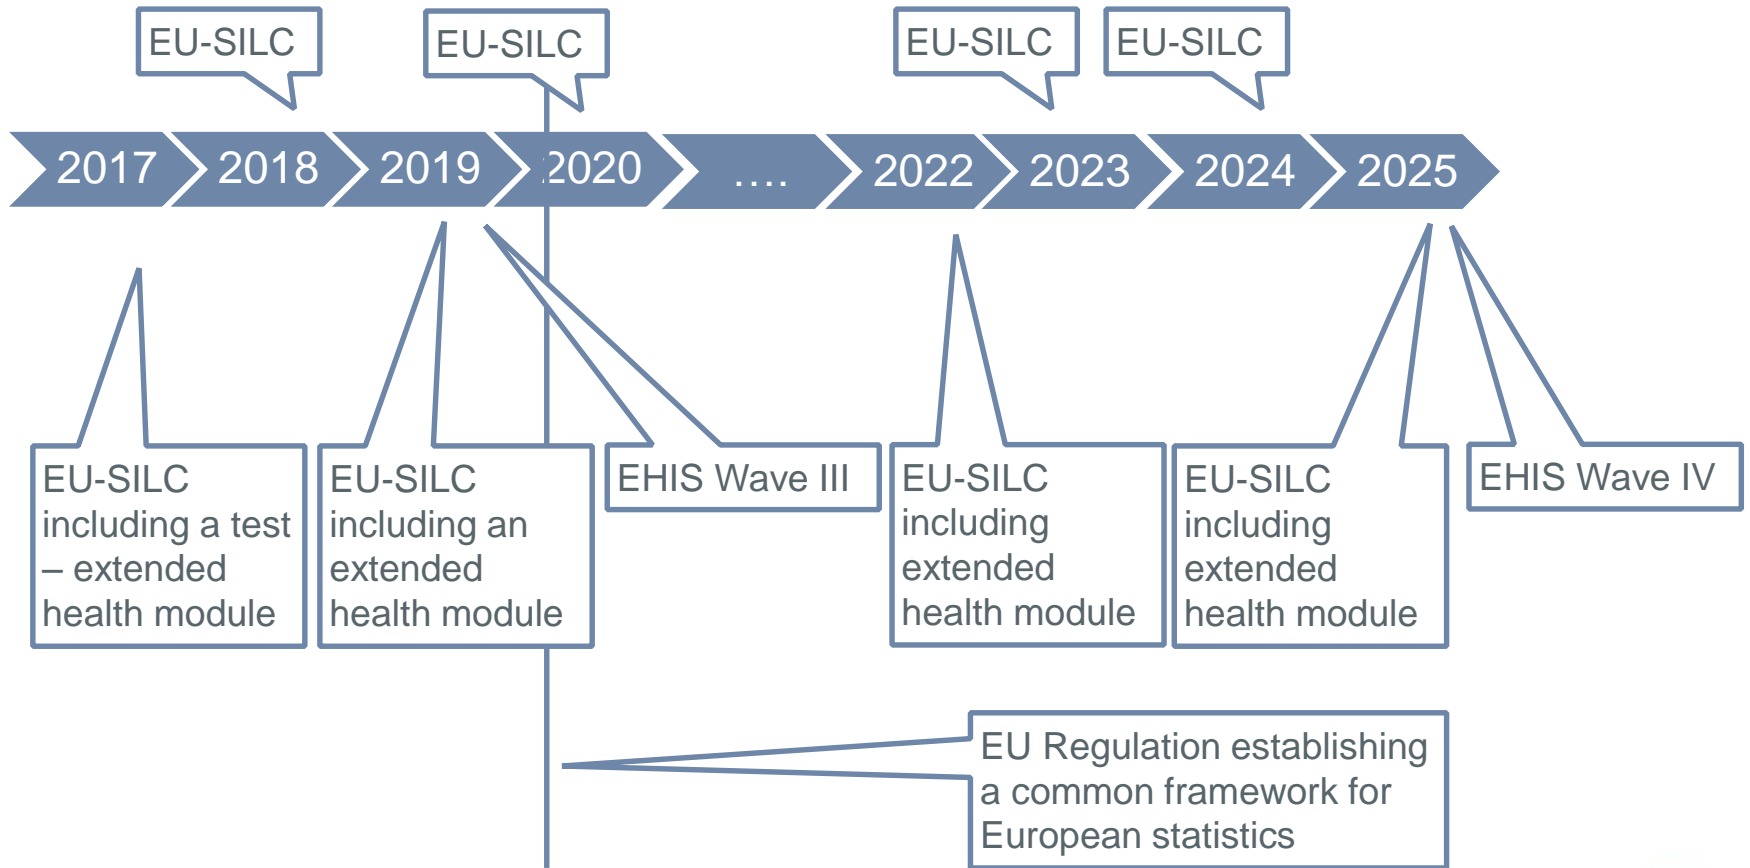 EU-SILC
EU-SILC
EU-SILC
EU-SILC
2017
2018
2019
2020
....
2022
2023
2024
2025
EU-SILC
including a test
– extended
health module
EU-SILC
including an
extended
health module
EHIS Wave III
EU-SILC
including
extended
health module
EU-SILC
including
extended
health module
EHIS Wave IV
EU Regulation establishing
a common framework for
European statistics